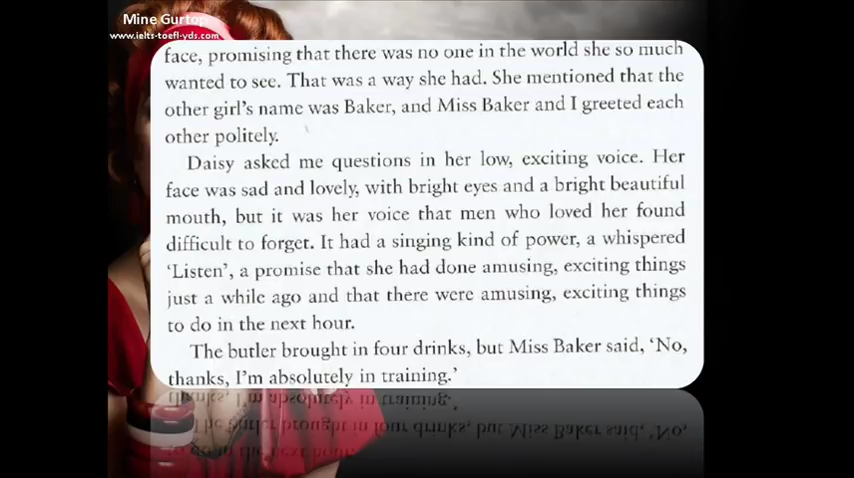 Mine Gurtop
www.ielts-toefl-yds.com
face, promising that there was no one in the world she so much
wanted to see. That was a way she had. She mentioned that the
other girl's name was Baker, and Miss Baker and I greeted each
other politely.
Daisy asked me questions in her low, exciting voice. Her
face was sad and lovely, with bright eyes and a bright beautiful
mouth, but it was her voice that men who loved her found
difficult to forget. It had a singing kind of power, a whispered
‘Listen’, a promise that she had done amusing, exciting things
just a while ago and that there were amusing, exciting things
to do in the next hour.
The butler brought in four drinks, but Miss Baker said, ‘No,
thanks, I'm absolutely in training.’